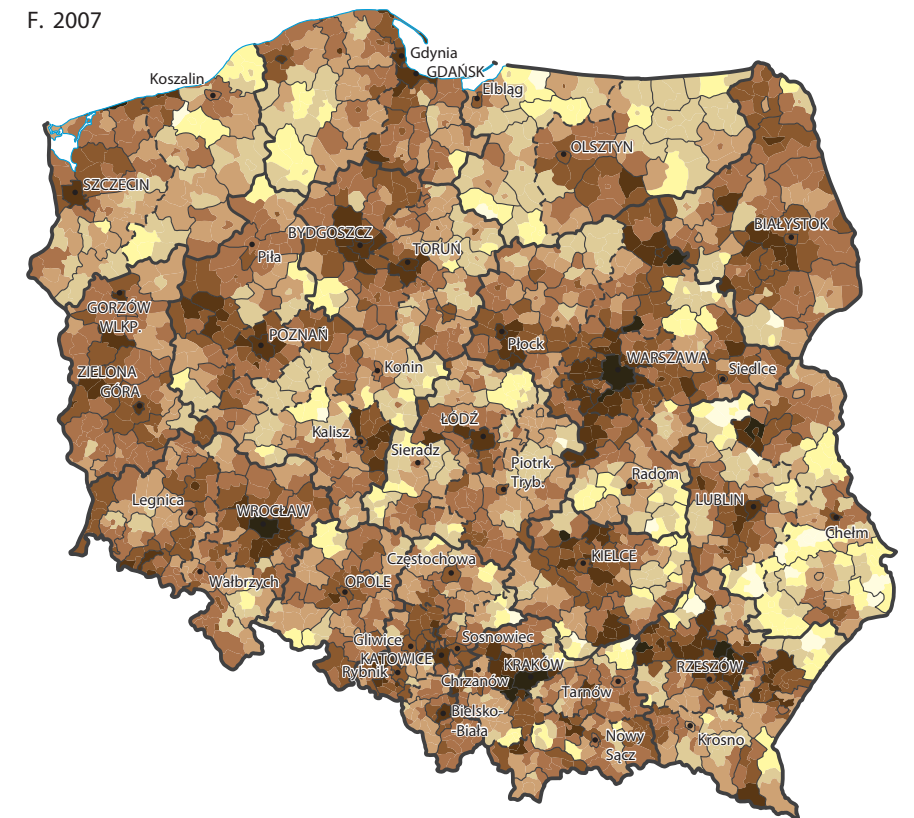 F. 2007
Gdynia
Koszalin
GDAŃSK
Elbląg
OLSZTYN
SZCZECIN
BYDGOSZCZ
BIAŁYSTOK
TORUŃ
Piła
GORZÓW
WLKP.
POZNAŃ
Płock
WARSZAWA
Siedlce
ZIELONA
GÓRA
Konin
ŁÓDŹ
Kalisz
Sieradz
Piotrk.
Tryb.
Radom
Legnica
WROCŁAW
LUBLIN
Chełm
Częstochowa
KIELCE
Wałbrzych
OPOLE
Gliwice
Sosnowiec
KATOWICE
KRAKÓW
RZESZÓW
Rybnik
Chrzanów
Tarnów
Bielsko-
-Biała
Nowy
Sącz
Krosno